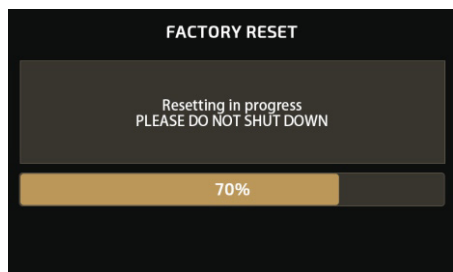 FACTORY RESET
Resetting in progress
PLEASE DO NOT SHUT DOWN
70%